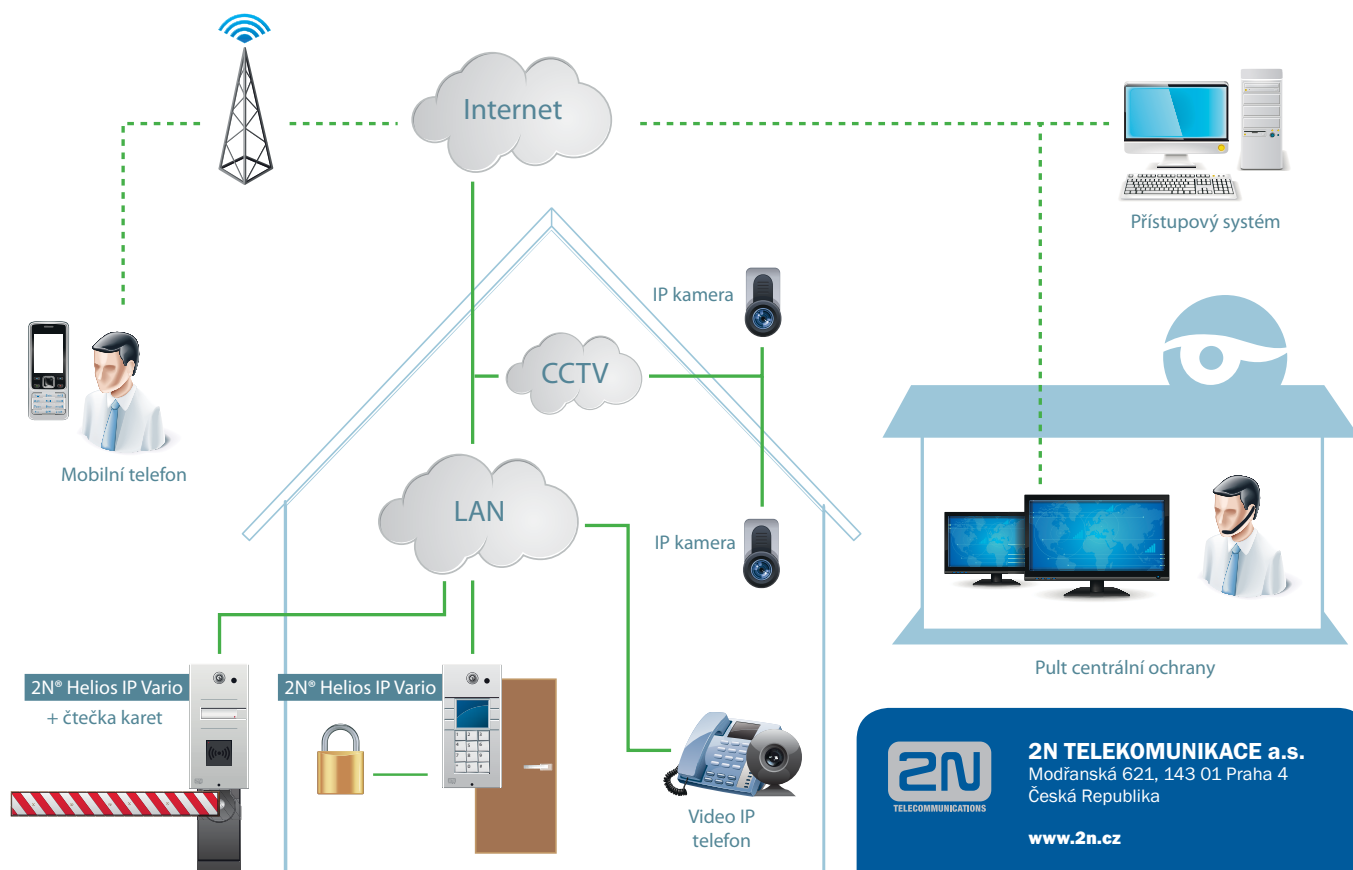 Internet
Přístupový systém
IP kamera
CCTV
Mobilní telefon
LAN
IP kamera
Pult centrální ochrany
2N® Helios IP Vario
+ čtečka karet
2N® Helios IP Vario
Video IP
telefon
2N
TELECOMMUNICATIONS
2N TELEKOMUNIKACE a.s.
Modřanská 621, 143 01 Praha 4
Česká Republika
www.2n.cz